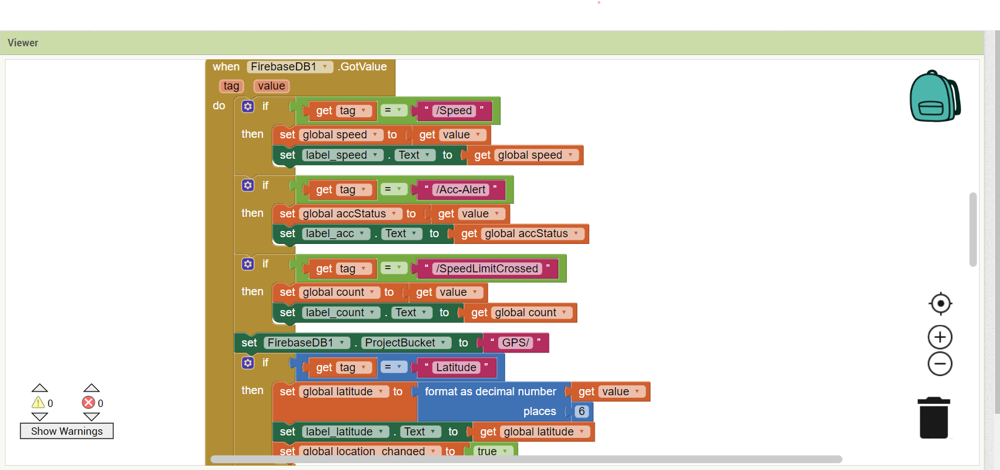 Viewer
when FirebaseDB1 .GotValue
tag value
do if get tag = “ /Speed ”
then set global speed to get value
set label_speed . Text to get global speed
if get tag = “ /Acc-Alert ”
then set global accStatus to get value
set label_acc . Text to get global accStatus
if get tag = “ /SpeedLimitCrossed ”
then set global count to get value
set label_count . Text to get global count
set FirebaseDB1 . ProjectBucket to “ GPS/ ”
if get tag = “ Latitude ”
then set global latitude to format as decimal number get value
places 6
set label_latitude . Text to get global latitude
set global location_changed to true
0 0
Show Warnings